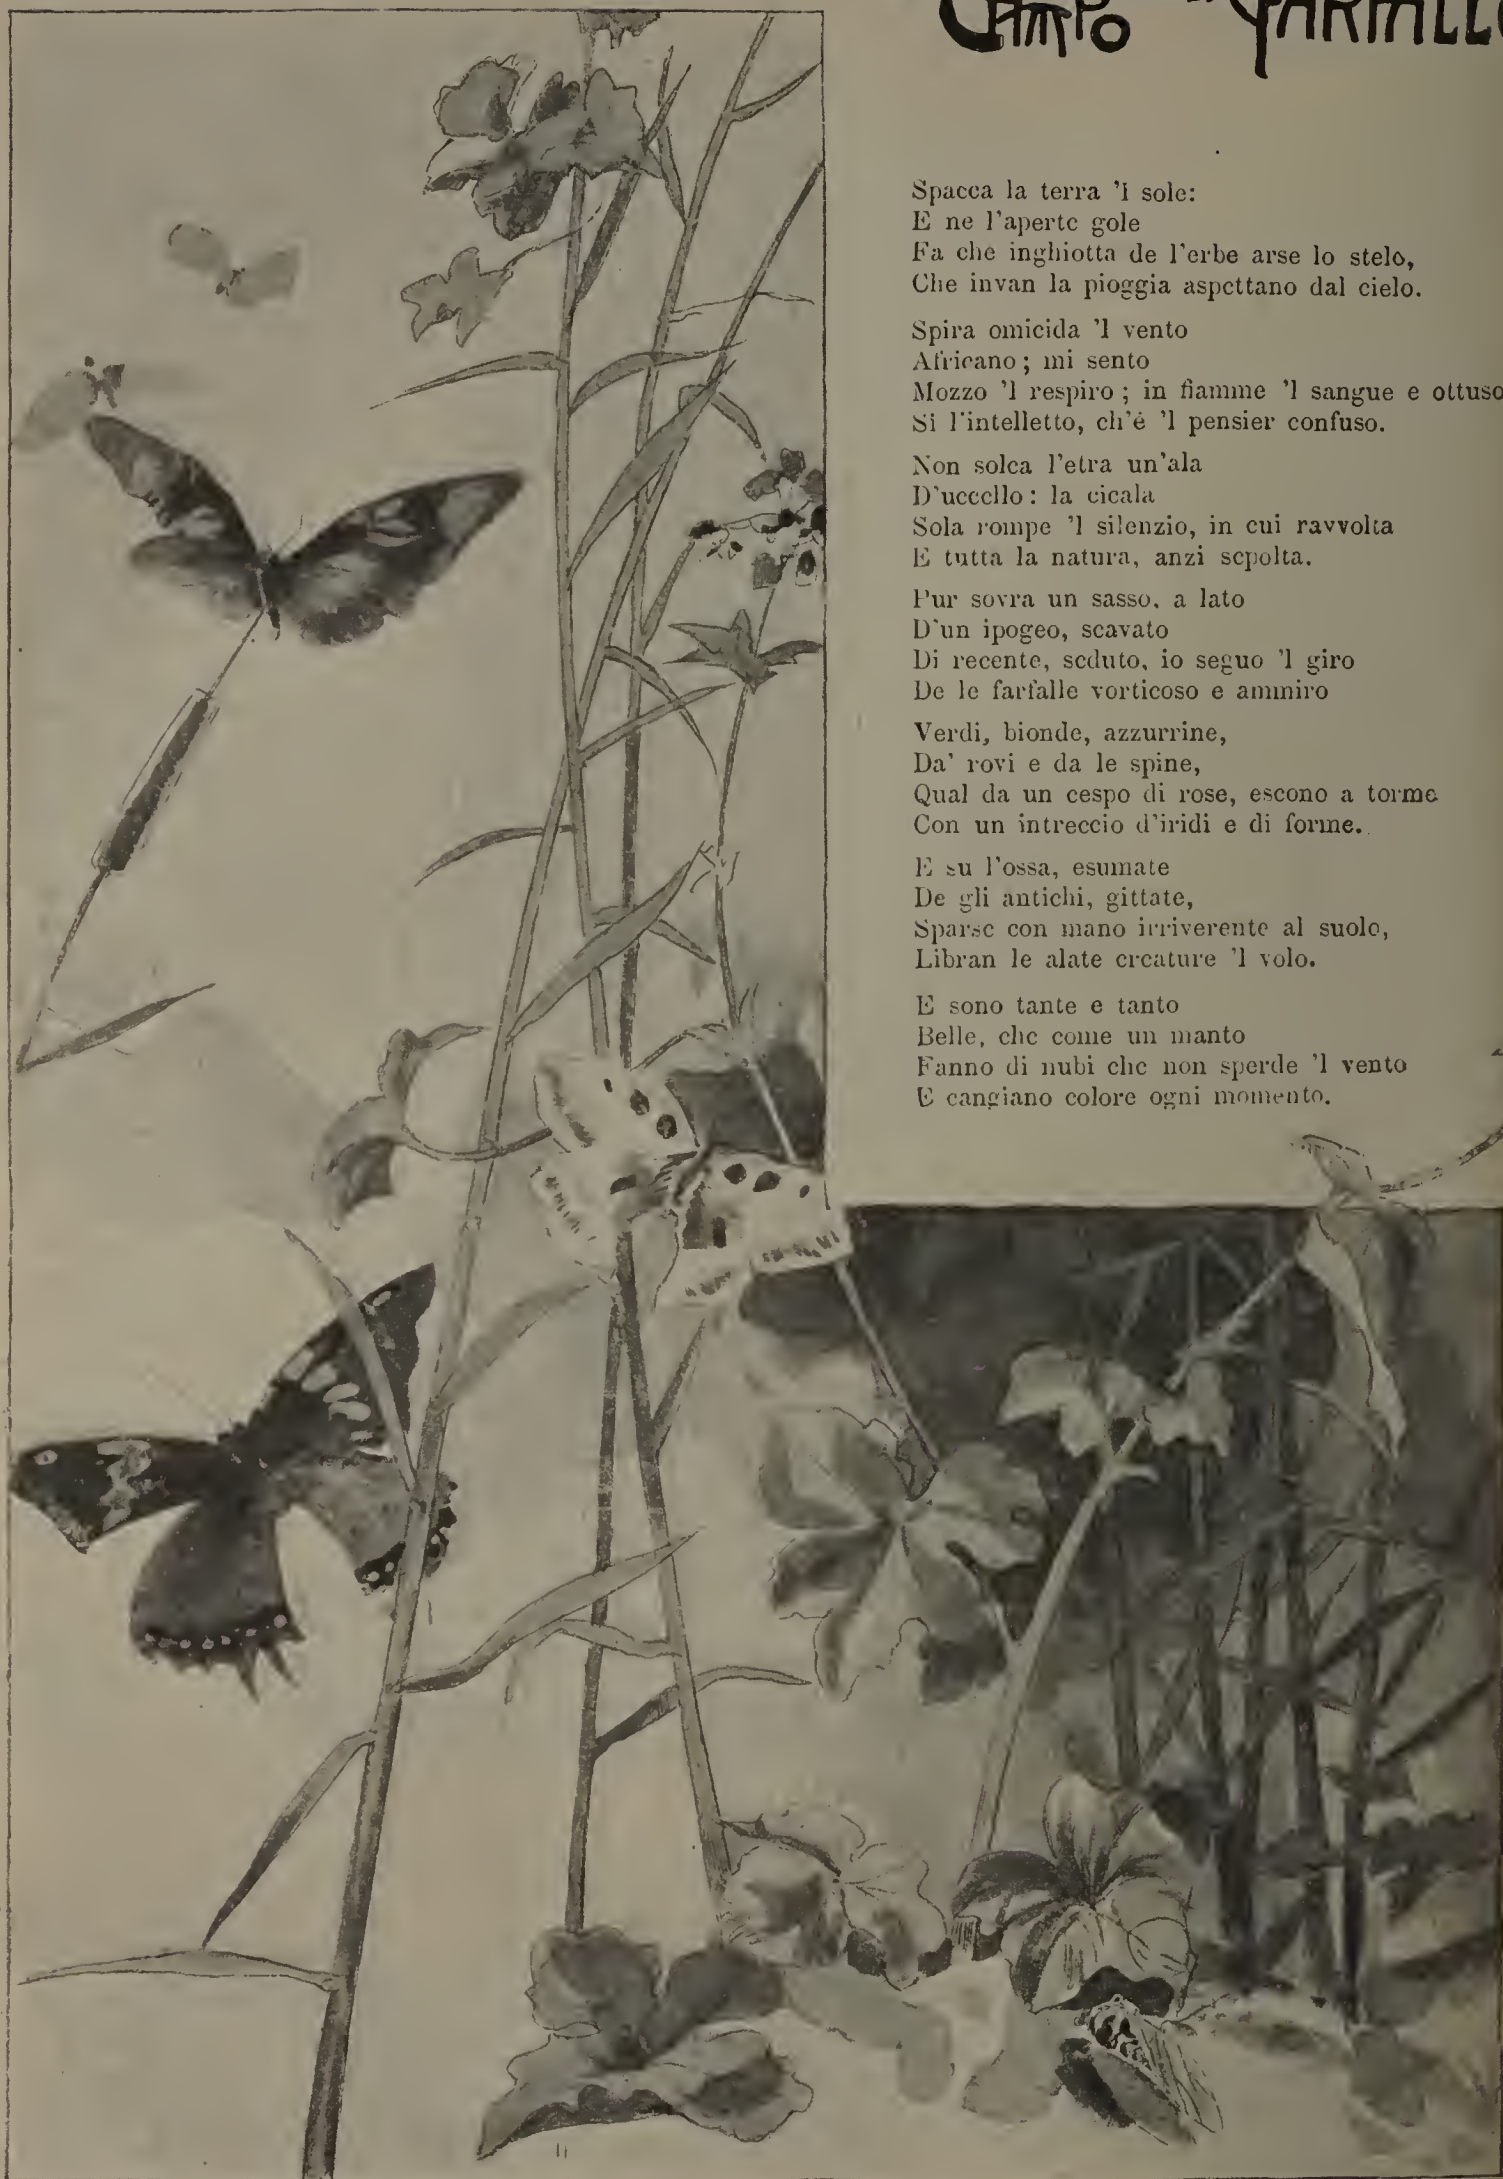 CAMPO
Spacca la terra 'l sole:
E ne l'aperte gole
Fa che inghiotta de l'erbe arse lo stelo,
Che invan la pioggia aspettano dal cielo.
Spira omicida 'l vento
Africano; mi sento
Mozzo 'l respiro; in fiamme 'l sangue e ottuso
Si l'intelletto, ch'è 'l pensier confuso.
Non solca l'etra un'ala
D'uccello: la cicala
Sola rompe 'l silenzio, in cui ravvolta
E tutta la natura, anzi sepolta.
Pur sovra un sasso, a lato
D'un ipogeo, scavato
Di recente, seduto, io seguo 'l giro
De le farfalle vorticoso e ammiro
Verdi, bionde, azzurrine,
Da' rovi e da le spine,
Qual da un cespo di rose, escono a torme
Con un intreccio d'iridi e di forme.
E su l'ossa, esumate
De gli antichi, gittate,
Sparse con mano irriverente al suolo,
Libran le alate creature 'l volo.
E sono tante e tanto
Belle, che come un manto
Fanno di nubi che non sperde 'l vento
E cangiano colore ogni momento.